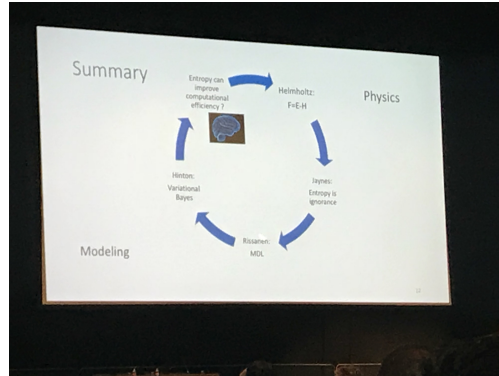 Summary
Entropy can
improve
computational
efficiency ?
Helmholtz:
F=E-H
Physics
Jaynes:
Entropy is
ignorance
Rissanen:
MDL
Hinton:
Variational
Bayes
Modeling